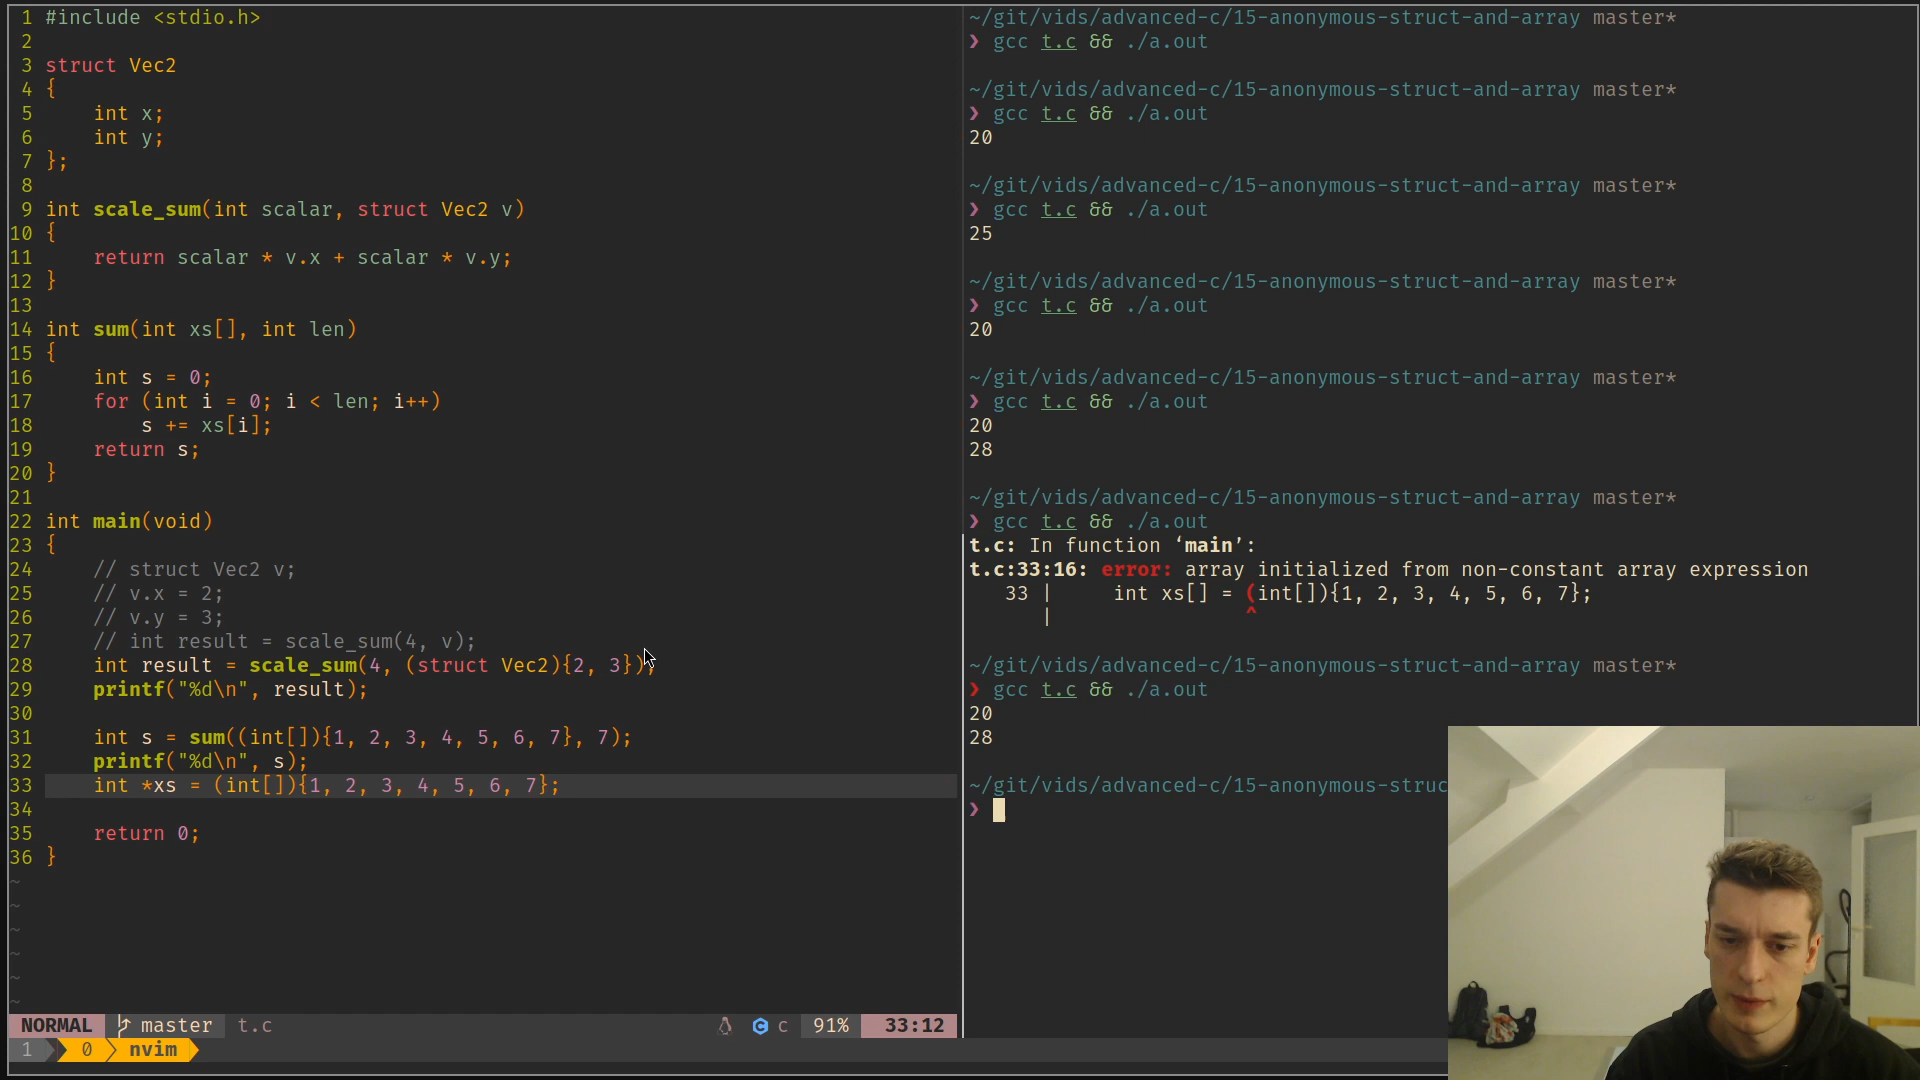 1 #include <stdio.h>
2
3 struct Vec2
4 {
5     int x;
6     int y;
7 };
8
9 int scale_sum(int scalar, struct Vec2 v)
10 {
11     return scalar * v.x + scalar * v.y;
12 }
13
14 int sum(int xs[], int len)
15 {
16     int s = 0;
17     for (int i = 0; i < len; i++)
18         s += xs[i];
19     return s;
20 }
21
22 int main(void)
23 {
24     // struct Vec2 v;
25     // v.x = 2;
26     // v.y = 3;
27     // int result = scale_sum(4, v);
28     int result = scale_sum(4, (struct Vec2){2, 3});
29     printf("%d\n", result);
30
31     int s = sum((int[]){1, 2, 3, 4, 5, 6, 7}, 7);
32     printf("%d\n", s);
33     int *xs = (int[]){1, 2, 3, 4, 5, 6, 7};
34
35     return 0;
36 }
~
~
~
~
~
~
NORMAL master t.c c 91% 33:12
1 0 nvim
~/git/vids/advanced-c/15-anonymous-struct-and-array master*
❯ gcc t.c && ./a.out
~/git/vids/advanced-c/15-anonymous-struct-and-array master*
❯ gcc t.c && ./a.out
20
~/git/vids/advanced-c/15-anonymous-struct-and-array master*
❯ gcc t.c && ./a.out
25
~/git/vids/advanced-c/15-anonymous-struct-and-array master*
❯ gcc t.c && ./a.out
20
~/git/vids/advanced-c/15-anonymous-struct-and-array master*
❯ gcc t.c && ./a.out
20
28
~/git/vids/advanced-c/15-anonymous-struct-and-array master*
❯ gcc t.c && ./a.out
t.c: In function ‘main’:
t.c:33:16: error: array initialized from non-constant array expression
33 |     int xs[] = (int[]){1, 2, 3, 4, 5, 6, 7};
|                ^
~/git/vids/advanced-c/15-anonymous-struct-and-array master*
❯ gcc t.c && ./a.out
20
28
~/git/vids/advanced-c/15-anonymous-struc
❯